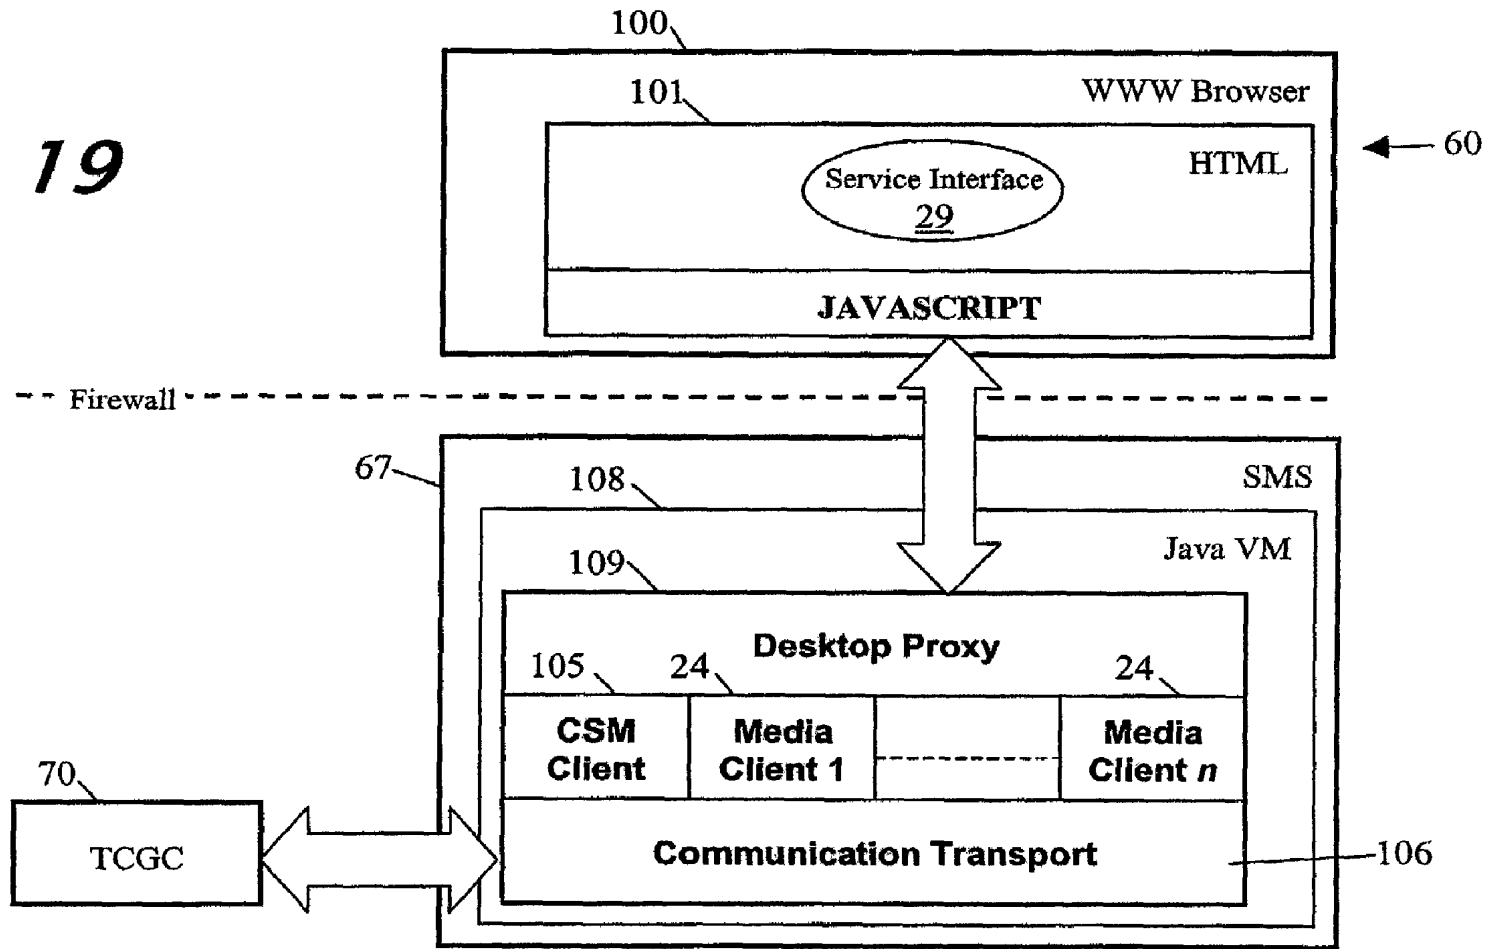 100
WWW Browser
101
19
HTML
60
Service Interface
29
JAVASCRIPT
Firewall
67
SMS
108
Java VM
109
Desktop Proxy
105
24
24
CSM
Client
Media
Client 1
Media
Client n
70
TCGC
Communication Transport
106